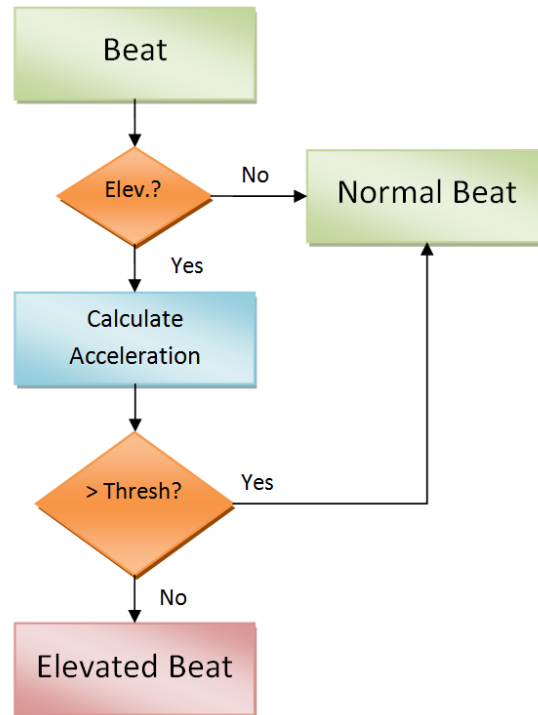 Beat
Elev.?
No
Normal Beat
Yes
Calculate
Acceleration
> Thresh?
Yes
No
Elevated Beat